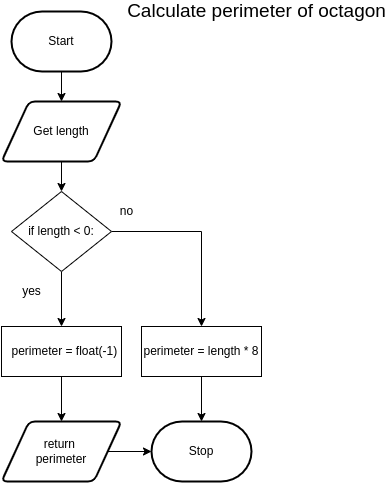 Calculate perimeter of octagon
Start
Get length
if length < 0:
no
yes
perimeter = float(-1)
perimeter = length * 8
return
perimeter
Stop